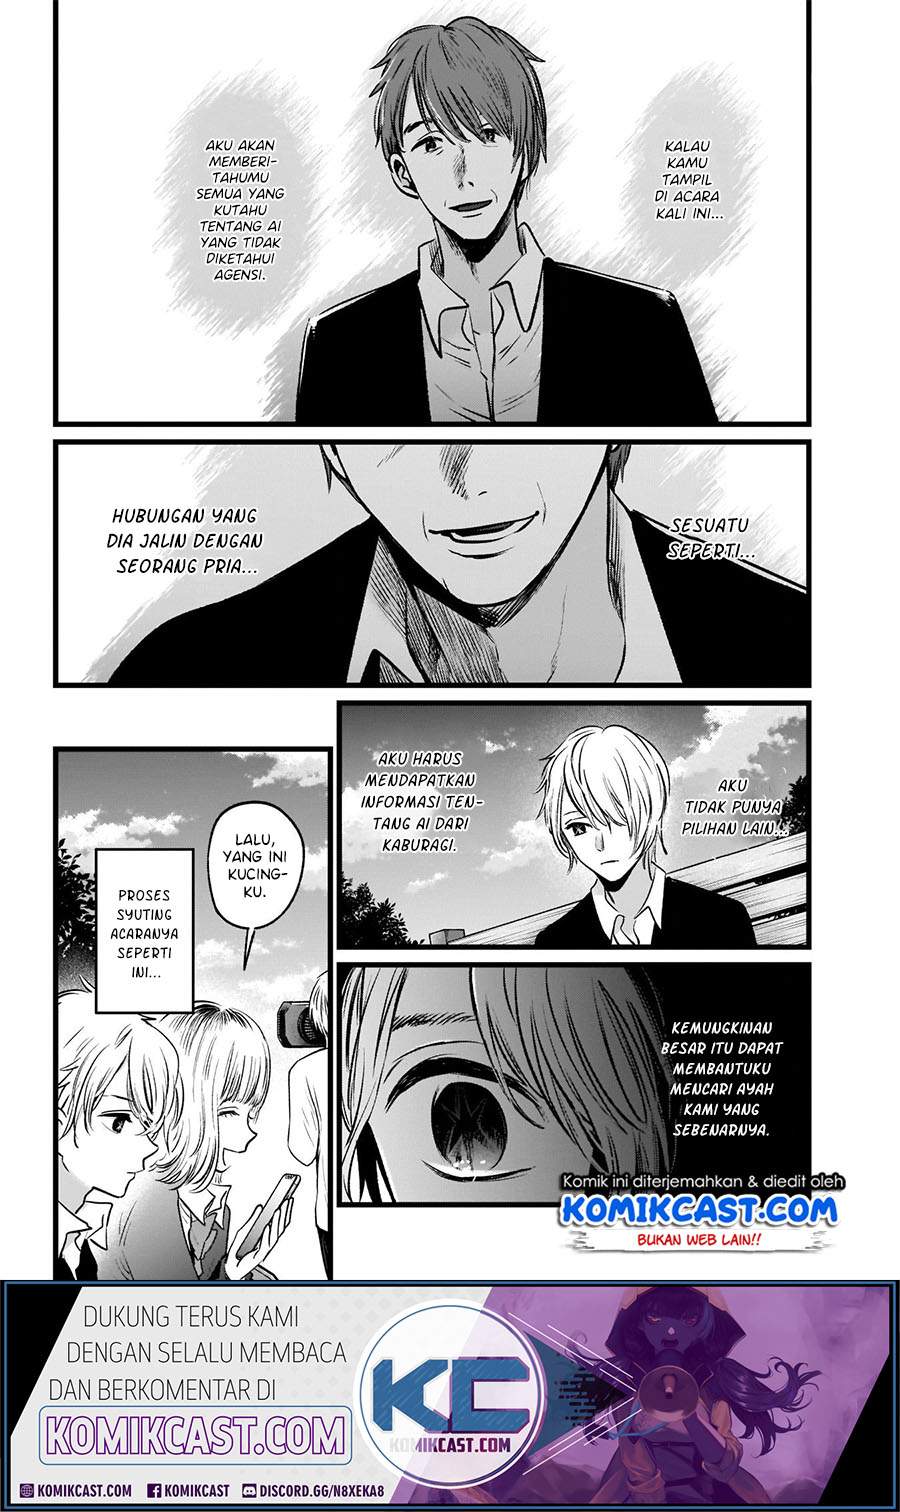 KALAU
KAMU
TAMPIL
DI ACARA
KALI INI...
AKU AKAN
MEMBERI-
TAHUMU
SEMUA YANG
KUTAHU
TENTANG AI
YANG TIDAK
DIKETAHUI
AGENSI.
SESUATU
SEPERTI...
HUBUNGAN YANG
DIA JALIN DENGAN
SEORANG PRIA...
AKU
TIDAK PUNYA
PILIHAN LAIN...
AKU HARUS
MENDAPATKAN
INFORMASI TEN-
TANG AI DARI
KABURAGI.
KEMUNGKINAN
BESAR ITU DAPAT
MEMBANTUKU
MENCARI AYAH
KAMI YANG
SEBENARNYA.
LALU,
YANG INI
KUCING-
KU.
PROSES
SYUTING
ACARANYA
SEPERTI
INI...
Komik ini diterjemahkan & diedit oleh
KOMIKCAST.COM
BUKAN WEB LAIN!!
DUKUNG TERUS KAMI
DENGAN SELALU MEMBACA
DAN BERKOMENTAR DI
KOMIKCAST.COM
KC
KOMIKCAST.COM
KOMIKCAST.COM
KOMIKCAST
DISCORD.GG/N8XEKA8